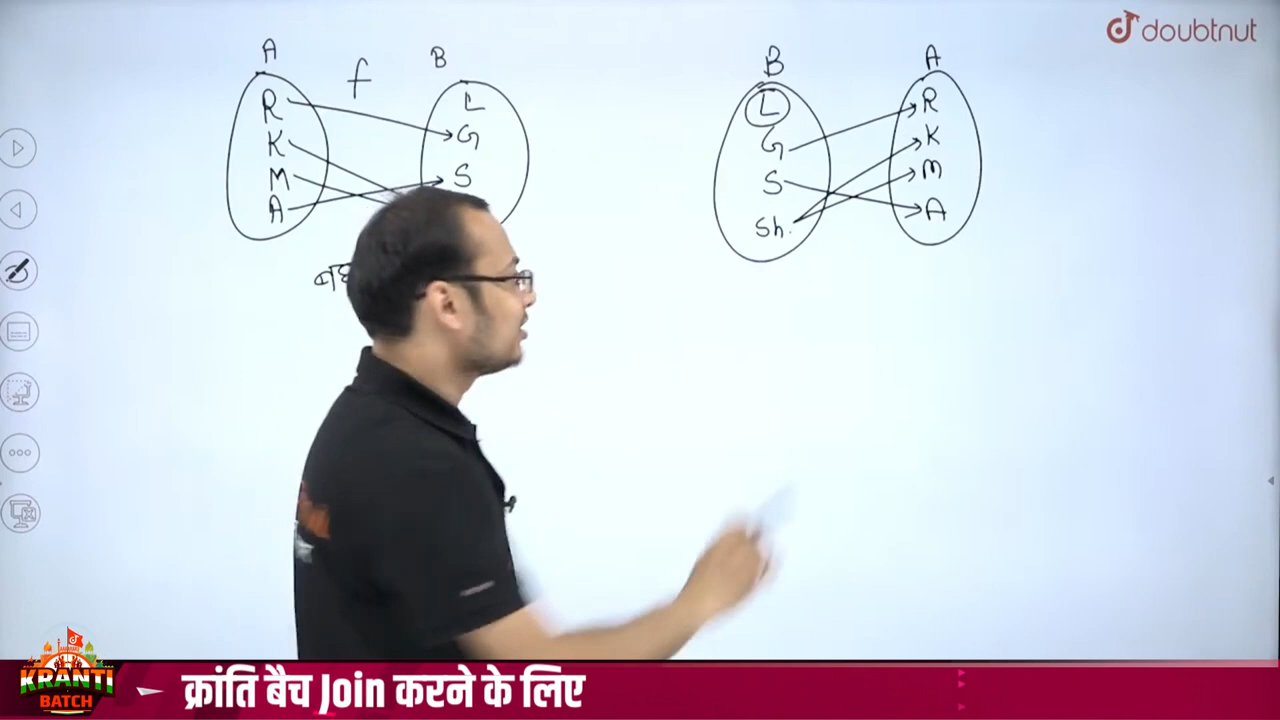 doubtnut
A f B
R L
K G
M S
A
B A
L R
G K
S M
Sh. A
KRANTI
BATCH
क्रांति बैच Join करने के लिए